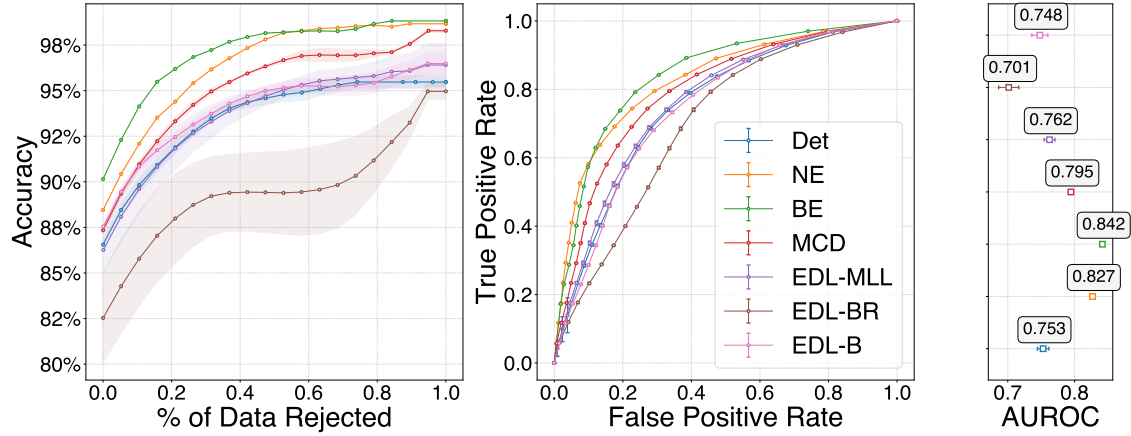 Accuracy
98%
95%
92%
90%
88%
85%
82%
80%
0.0 0.2 0.4 0.6 0.8 1.0
% of Data Rejected
True Positive Rate
1.0
0.8
0.6
0.4
0.2
0.0
0.0 0.2 0.4 0.6 0.8 1.0
False Positive Rate
Det
NE
BE
MCD
EDL-MLL
EDL-BR
EDL-B
0.748
0.701
0.762
0.795
0.842
0.827
0.753
0.7 0.8
AUROC